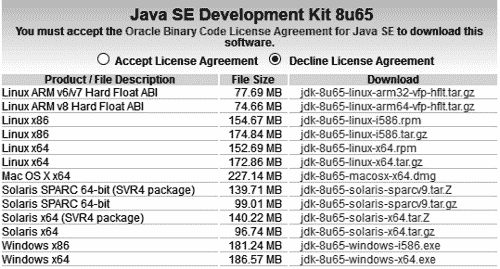 Java SE Development Kit 8u65
You must accept the Oracle Binary Code License Agreement for Java SE to download this
software.
Accept License Agreement Decline License Agreement
Product / File Description File Size Download
Linux ARM v6/v7 Hard Float ABI 77.69 MB jdk-8u65-linux-arm32-vfp-hflt.tar.gz
Linux ARM v8 Hard Float ABI 74.66 MB jdk-8u65-linux-arm64-vfp-hflt.tar.gz
Linux x86 154.67 MB jdk-8u65-linux-i586.rpm
Linux x86 174.84 MB jdk-8u65-linux-i586.tar.gz
Linux x64 152.69 MB jdk-8u65-linux-x64.rpm
Linux x64 172.86 MB jdk-8u65-linux-x64.tar.gz
Mac OS X x64 227.14 MB jdk-8u65-macosx-x64.dmg
Solaris SPARC 64-bit (SVR4 package) 139.71 MB jdk-8u65-solaris-sparcv9.tar.Z
Solaris SPARC 64-bit 99.01 MB jdk-8u65-solaris-sparcv9.tar.gz
Solaris x64 (SVR4 package) 140.22 MB jdk-8u65-solaris-x64.tar.Z
Solaris x64 96.74 MB jdk-8u65-solaris-x64.tar.gz
Windows x86 181.24 MB jdk-8u65-windows-i586.exe
Windows x64 186.57 MB jdk-8u65-windows-x64.exe